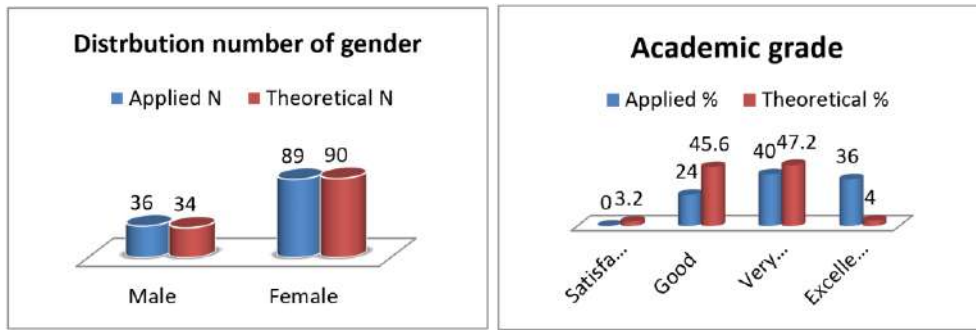 Distrbution number of gender
Applied N Theoretical N
36 34 89 90
Male Female
Academic grade
Applied % Theoretical %
0 3.2 24 45.6 40 47.2 36 4
Satisfa... Good Very... Excelle...